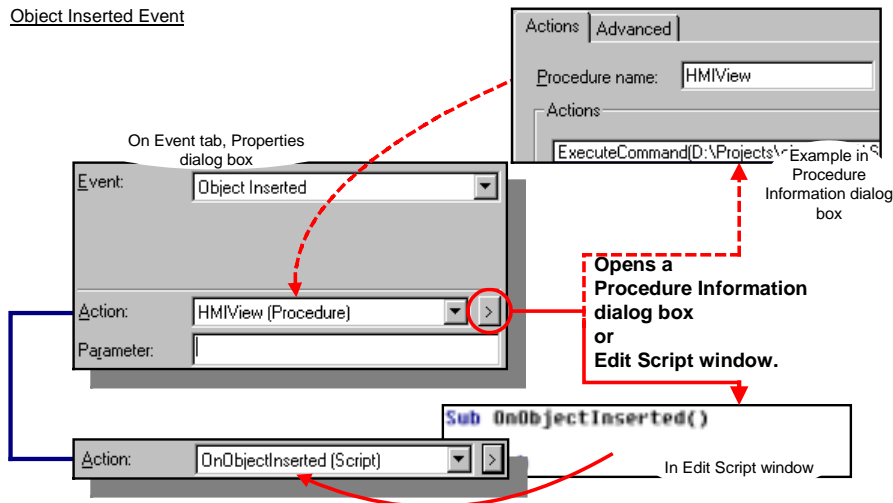 Object Inserted Event
Actions Advanced
Procedure name: HMIView
Actions
ExecuteCommand(D:\Projects\
Example in
Procedure
Information dialog
box
On Event tab, Properties
dialog box
Event: Object Inserted
Action: HMIView (Procedure) >
Parameter:
Opens a
Procedure Information
dialog box
or
Edit Script window.
Sub OnObjectInserted()
In Edit Script window
Action: OnObjectInserted (Script) >